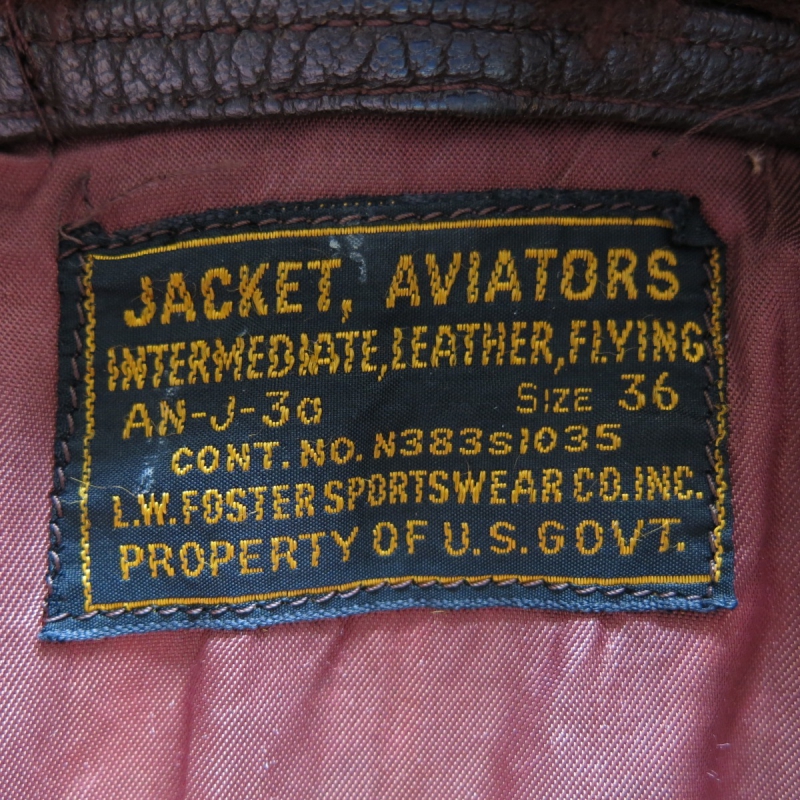 JACKET, AVIATORS
INTERMEDIATE, LEATHER, FLYING
AN-J-3a SIZE 36
CONT. NO. N383s1035
L.W. FOSTER SPORTSWEAR CO. INC.
PROPERTY OF U.S. GOVT.